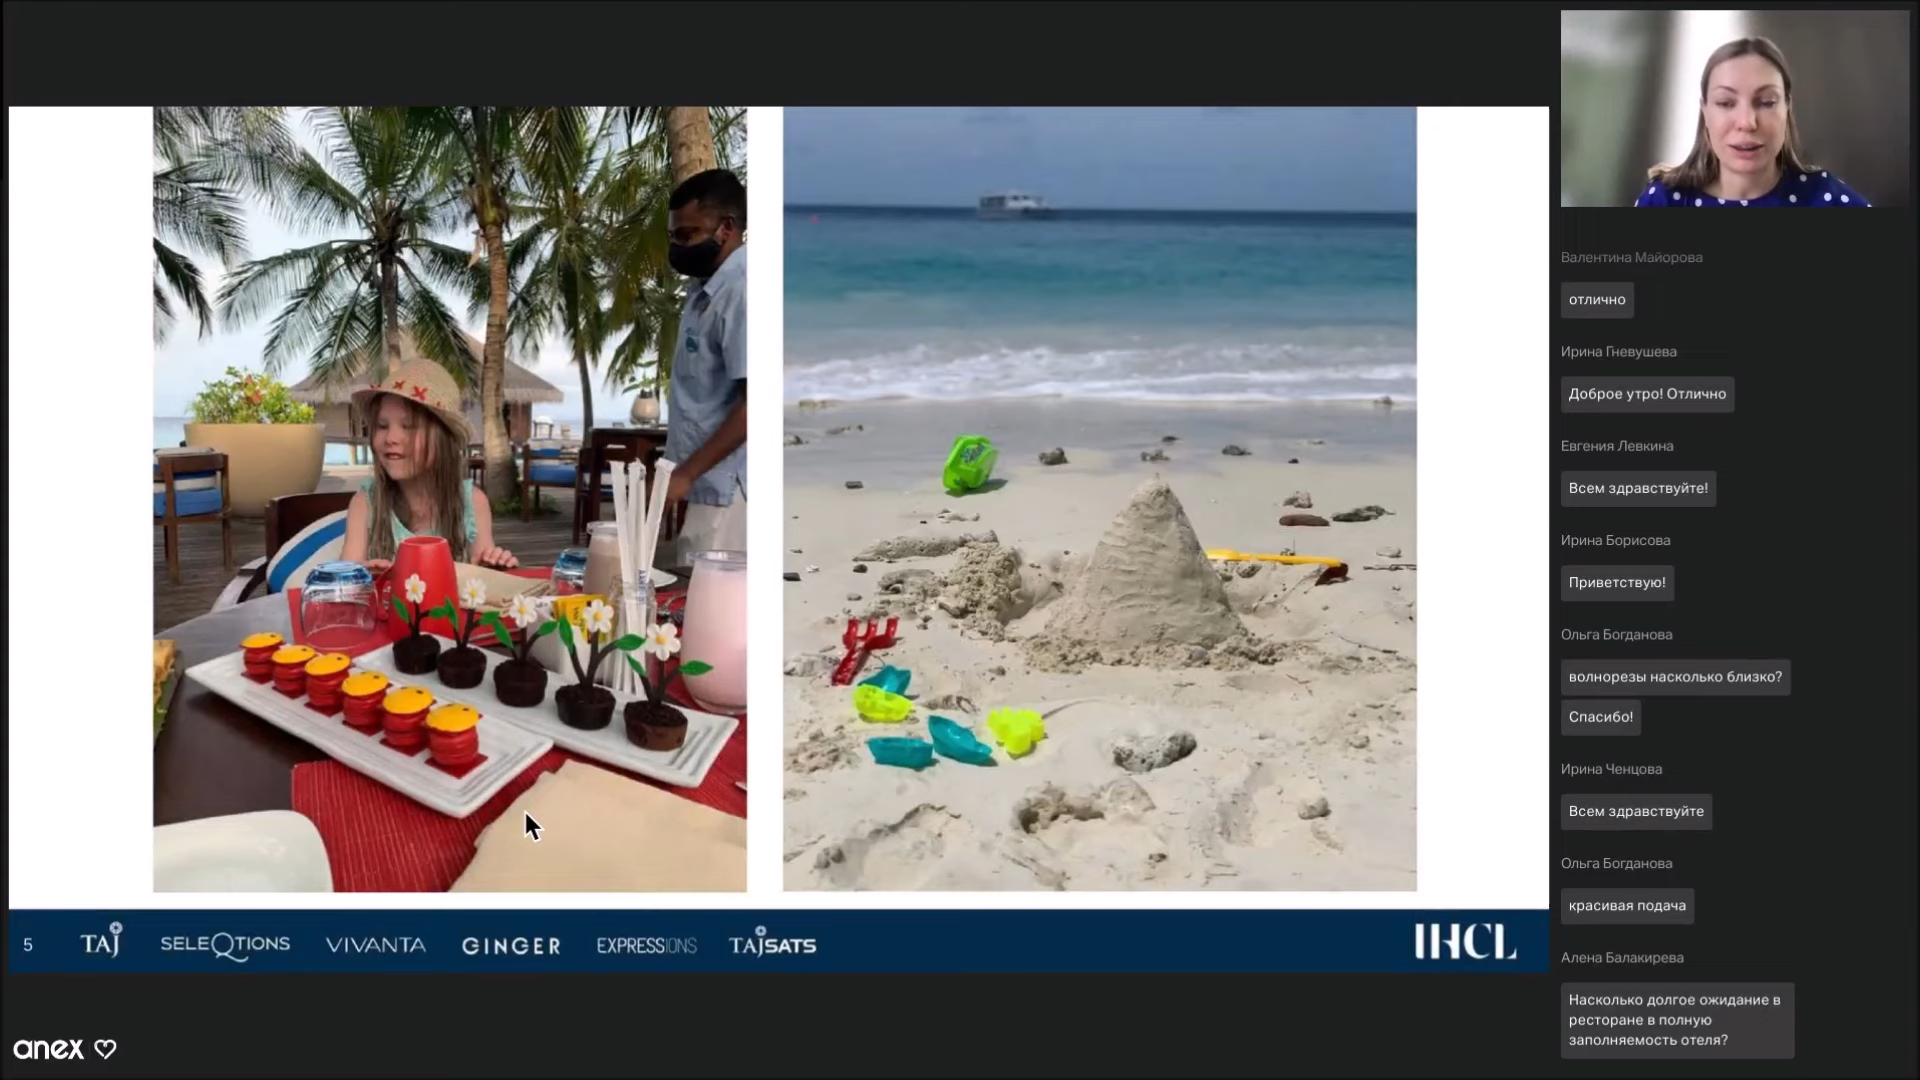 Валентина Майорова
отлично
Ирина Гневушева
Доброе утро! Отлично
Евгения Левкина
Всем здравствуйте!
Ирина Борисова
Приветствую!
Ольга Богданова
волнорезы насколько близко?
Спасибо!
Ирина Ченцова
Всем здравствуйте
Ольга Богданова
красивая подача
Алена Балакирева
Насколько долгое ожидание в
ресторане в полную
заполняемость отеля?
5 TAJ SELEQTIONS VIVANTA GINGER EXPRESSIONS TAJSATS IHCL
anex